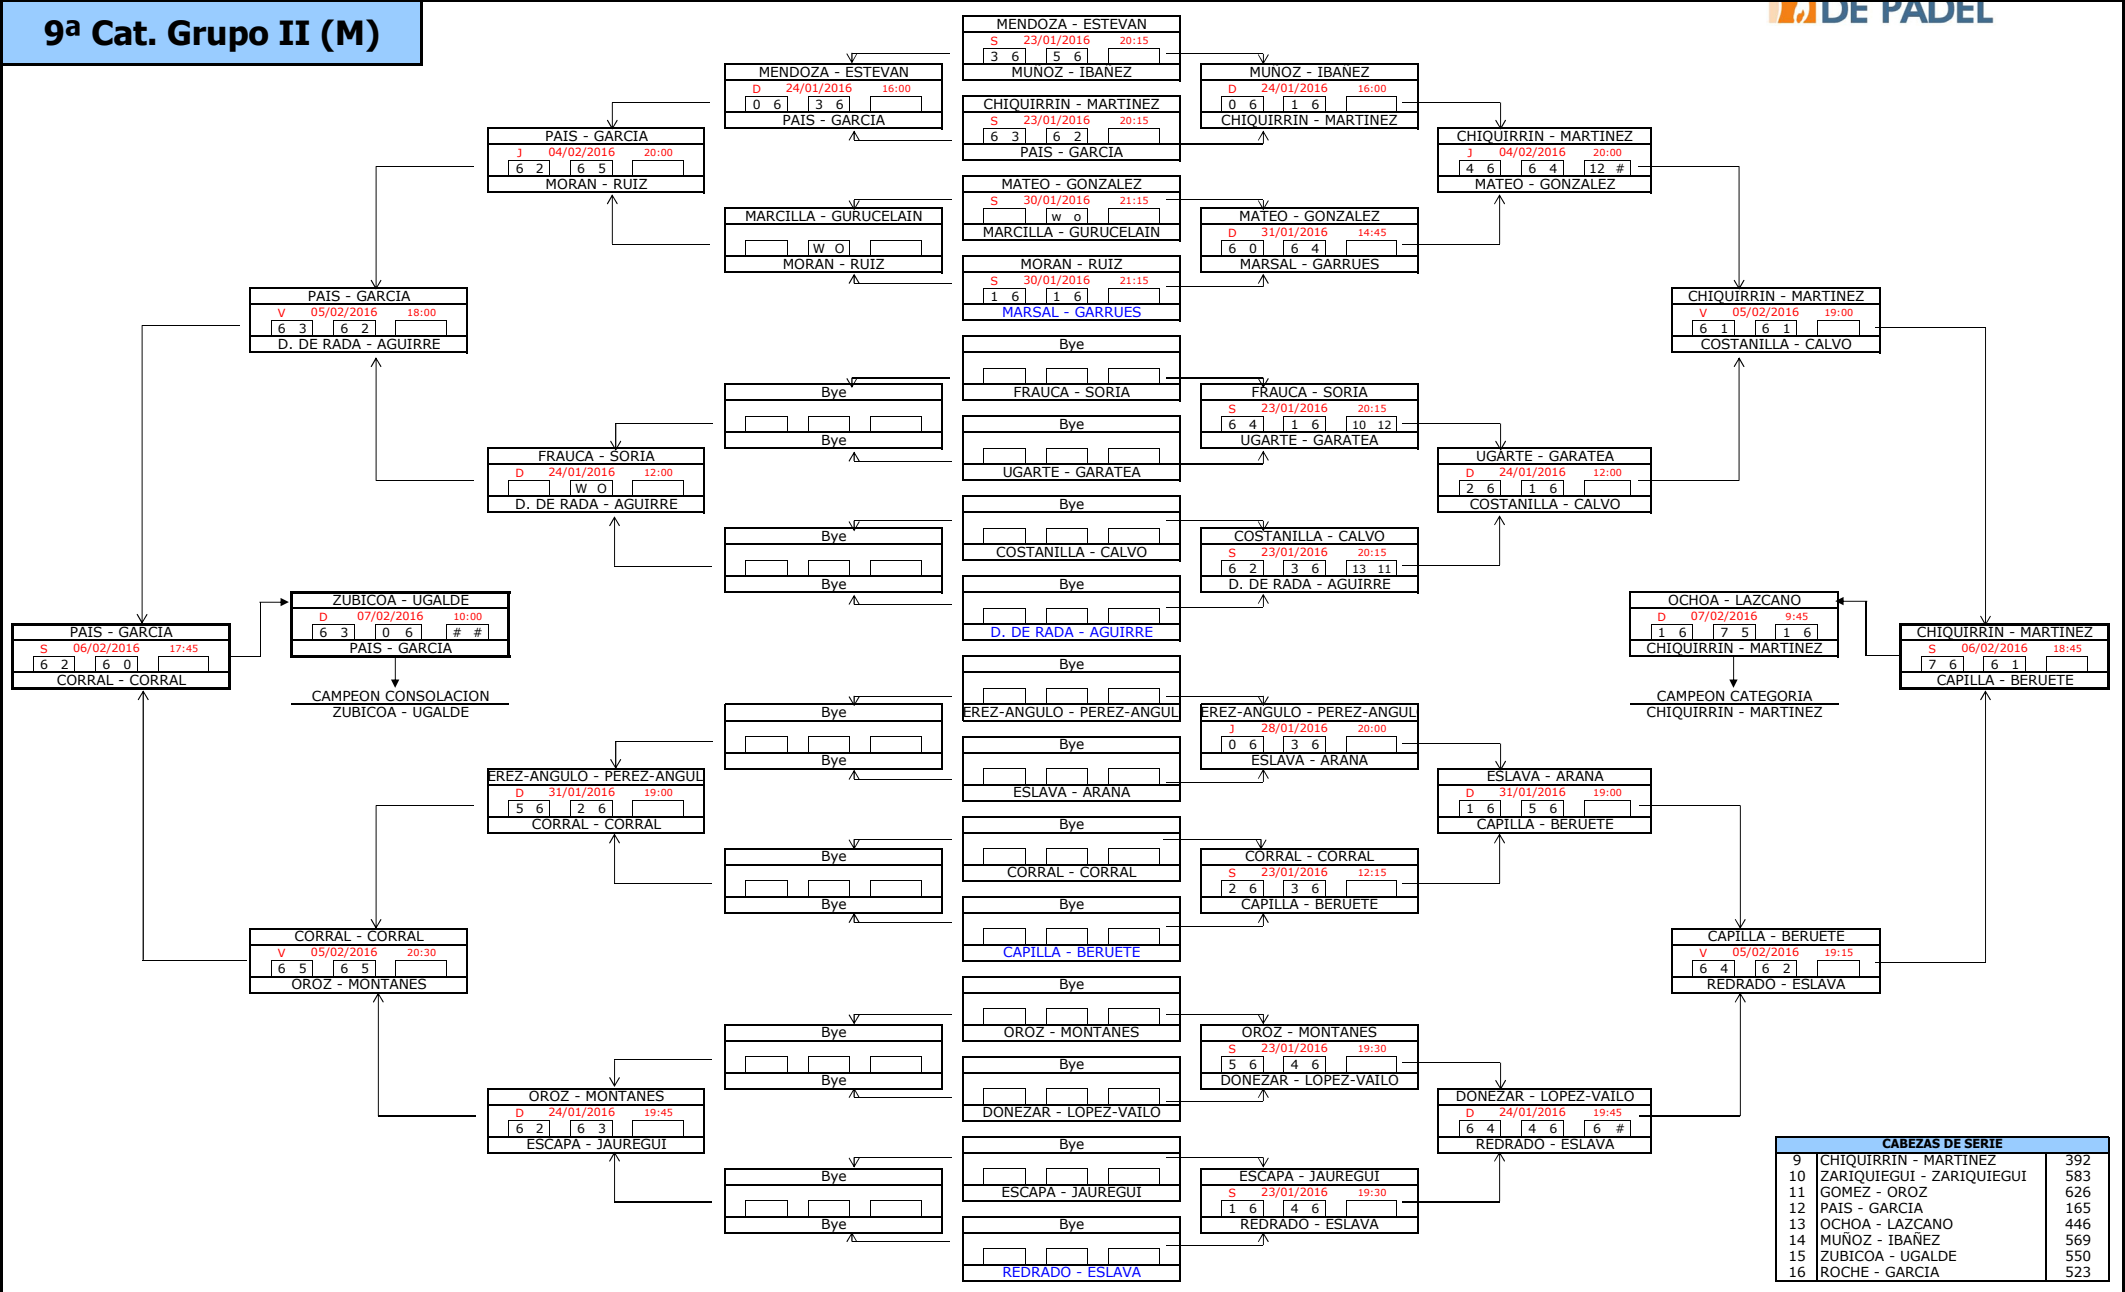 DE PADEL
9ª Cat. Grupo II (M)
MENDOZA - ESTEVAN
S 23/01/2016 20:15
3 6 5 6
MUÑOZ - IBAÑEZ
CHIQUIRRIN - MARTINEZ
S 23/01/2016 20:15
6 3 6 2
PAIS - GARCIA
MATEO - GONZALEZ
S 30/01/2016 21:15
w o
MARCILLA - GURUCELAIN
MORAN - RUIZ
S 30/01/2016 21:15
1 6 1 6
MARSAL - GARRUES
Bye
FRAUCA - SORIA
Bye
UGARTE - GARATEA
Bye
COSTANILLA - CALVO
Bye
D. DE RADA - AGUIRRE
Bye
EREZ-ANGULO - PEREZ-ANGUL
Bye
ESLAVA - ARANA
Bye
CORRAL - CORRAL
Bye
CAPILLA - BERUETE
Bye
OROZ - MONTANES
Bye
DONEZAR - LOPEZ-VAILO
Bye
ESCAPA - JAUREGUI
Bye
REDRADO - ESLAVA
MENDOZA - ESTEVAN
D 24/01/2016 16:00
0 6 3 6
PAIS - GARCIA
MARCILLA - GURUCELAIN
W O
MORAN - RUIZ
Bye
Bye
Bye
Bye
Bye
Bye
Bye
Bye
Bye
Bye
Bye
Bye
PAIS - GARCIA
J 04/02/2016 20:00
6 2 6 5
MORAN - RUIZ
FRAUCA - SORIA
D 24/01/2016 12:00
W O
D. DE RADA - AGUIRRE
EREZ-ANGULO - PEREZ-ANGUL
D 31/01/2016 19:00
5 6 2 6
CORRAL - CORRAL
OROZ - MONTANES
D 24/01/2016 19:45
6 2 6 3
ESCAPA - JAUREGUI
PAIS - GARCIA
V 05/02/2016 18:00
6 3 6 2
D. DE RADA - AGUIRRE
CORRAL - CORRAL
V 05/02/2016 20:30
6 5 6 5
OROZ - MONTANES
PAIS - GARCIA
S 06/02/2016 17:45
6 2 6 0
CORRAL - CORRAL
ZUBICOA - UGALDE
D 07/02/2016 10:00
6 3 0 6 # #
PAIS - GARCIA
CAMPEON CONSOLACION
ZUBICOA - UGALDE
MUÑOZ - IBAÑEZ
D 24/01/2016 16:00
0 6 1 6
CHIQUIRRIN - MARTINEZ
MATEO - GONZALEZ
D 31/01/2016 14:45
6 0 6 4
MARSAL - GARRUES
FRAUCA - SORIA
S 23/01/2016 20:15
6 4 1 6 10 12
UGARTE - GARATEA
COSTANILLA - CALVO
S 23/01/2016 20:15
6 2 3 6 13 11
D. DE RADA - AGUIRRE
EREZ-ANGULO - PEREZ-ANGUL
J 28/01/2016 20:00
0 6 3 6
ESLAVA - ARANA
CORRAL - CORRAL
S 23/01/2016 12:15
2 6 3 6
CAPILLA - BERUETE
OROZ - MONTANES
S 23/01/2016 19:30
5 6 4 6
DONEZAR - LOPEZ-VAILO
ESCAPA - JAUREGUI
S 23/01/2016 19:30
1 6 4 6
REDRADO - ESLAVA
CHIQUIRRIN - MARTINEZ
J 04/02/2016 20:00
4 6 6 4 12 #
MATEO - GONZALEZ
UGARTE - GARATEA
D 24/01/2016 12:00
2 6 1 6
COSTANILLA - CALVO
ESLAVA - ARANA
D 31/01/2016 19:00
1 6 5 6
CAPILLA - BERUETE
DONEZAR - LOPEZ-VAILO
D 24/01/2016 19:45
6 4 4 6 6 #
REDRADO - ESLAVA
CHIQUIRRIN - MARTINEZ
V 05/02/2016 19:00
6 1 6 1
COSTANILLA - CALVO
CAPILLA - BERUETE
V 05/02/2016 19:15
6 4 6 2
REDRADO - ESLAVA
CHIQUIRRIN - MARTINEZ
S 06/02/2016 18:45
7 6 6 1
CAPILLA - BERUETE
OCHOA - LAZCANO
D 07/02/2016 9:45
1 6 7 5 1 6
CHIQUIRRIN - MARTINEZ
CAMPEON CATEGORIA
CHIQUIRRIN - MARTINEZ
CABEZAS DE SERIE
9 CHIQUIRRIN - MARTINEZ 392
10 ZARIQUIEGUI - ZARIQUIEGUI 583
11 GOMEZ - OROZ 626
12 PAIS - GARCIA 165
13 OCHOA - LAZCANO 446
14 MUÑOZ - IBAÑEZ 569
15 ZUBICOA - UGALDE 550
16 ROCHE - GARCIA 523